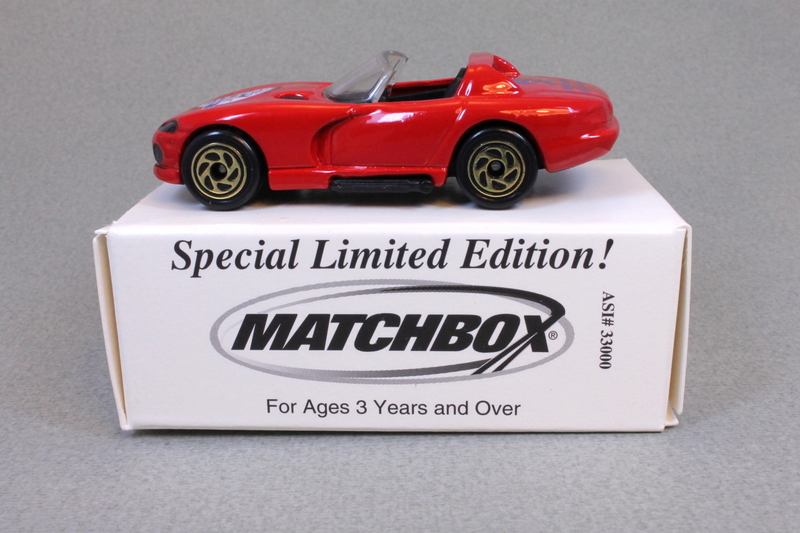 Special Limited Edition!
MATCHBOX®
ASI# 33000
For Ages 3 Years and Over